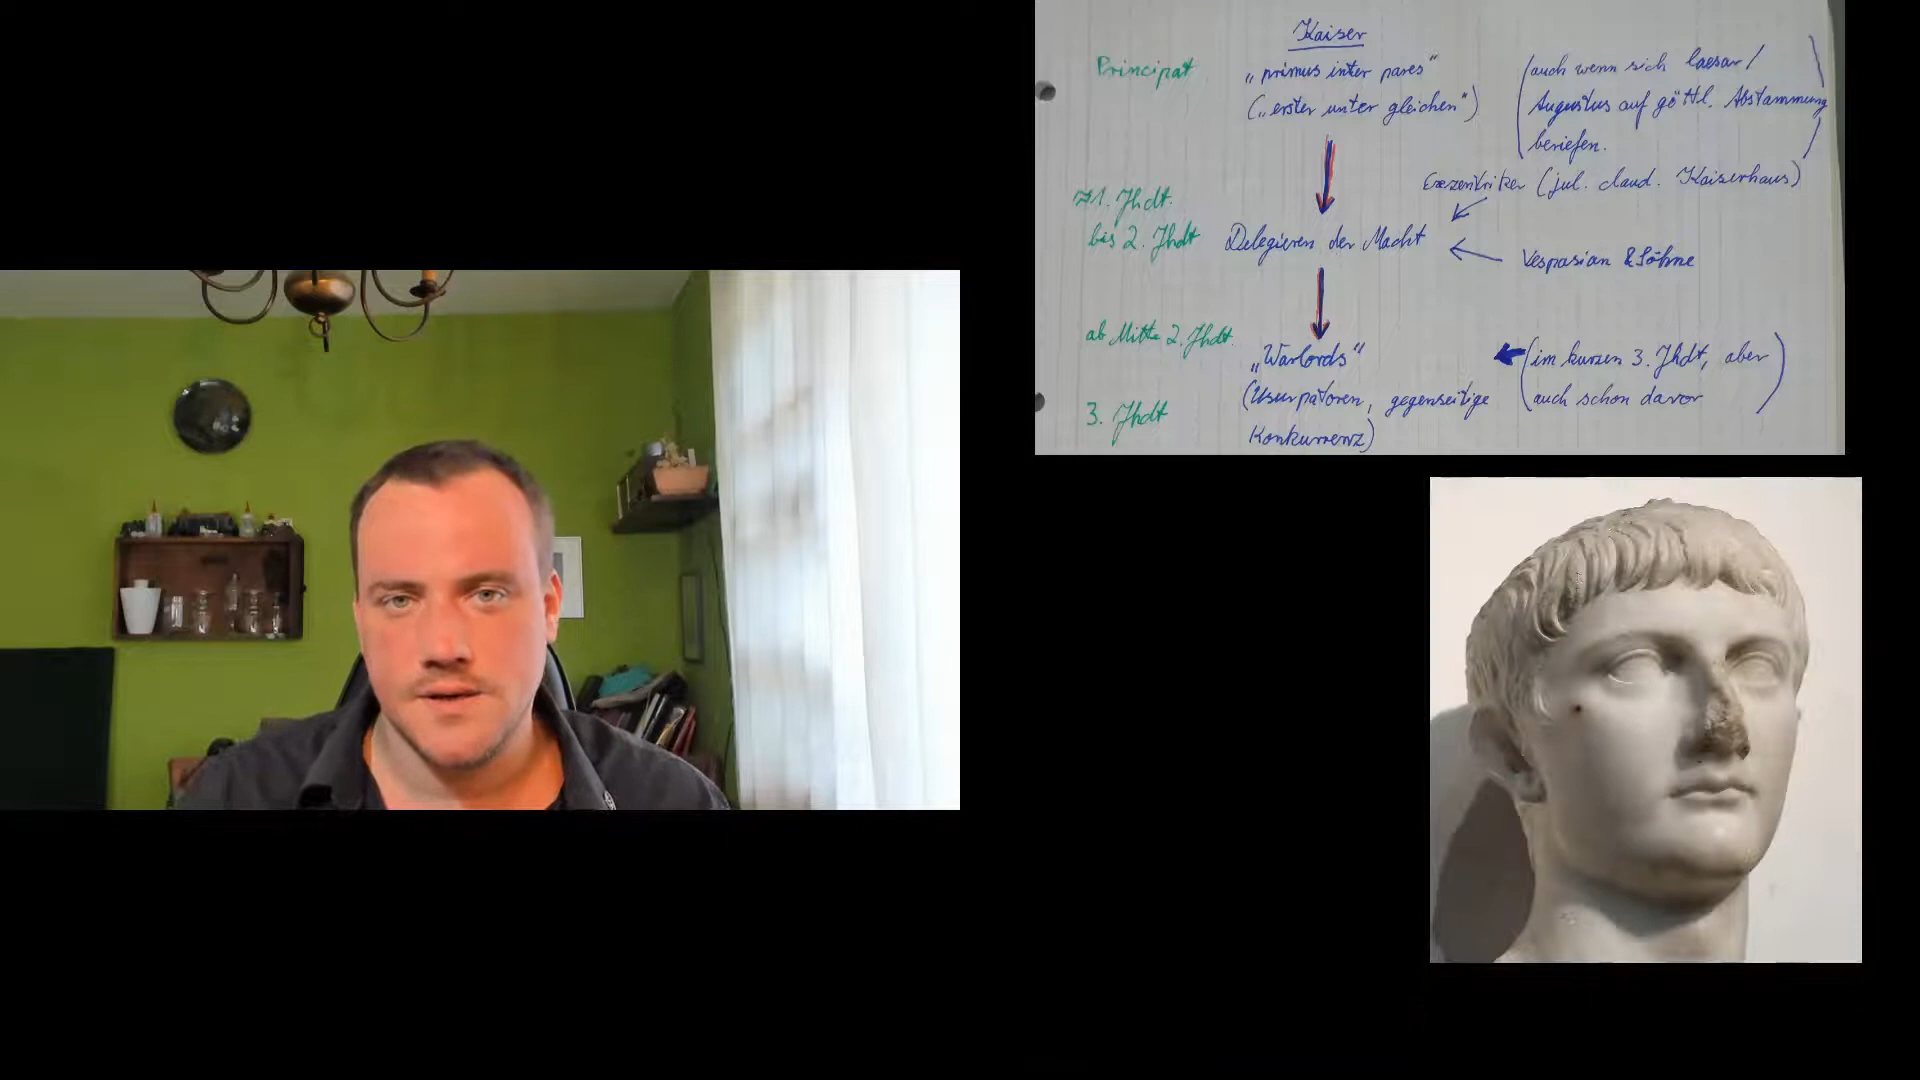 Kaiser
Principat
„primus inter pares"
(„erster unter gleichen")
(auch wenn sich Caesar/
Augustus auf göttl. Abstammung
beriefen.)
Exzentriker (jul. claud. Kaiserhaus)
1. Jhdt.
bis 2. Jhdt
Delegieren der Macht
Vespasian & Söhne
ab Mitte 2. Jhdt.
„Warlords"
(im kurzen 3. Jhdt, aber
auch schon davor)
(Usurpatoren, gegenseitige
Konkurrenz)
3. Jhdt